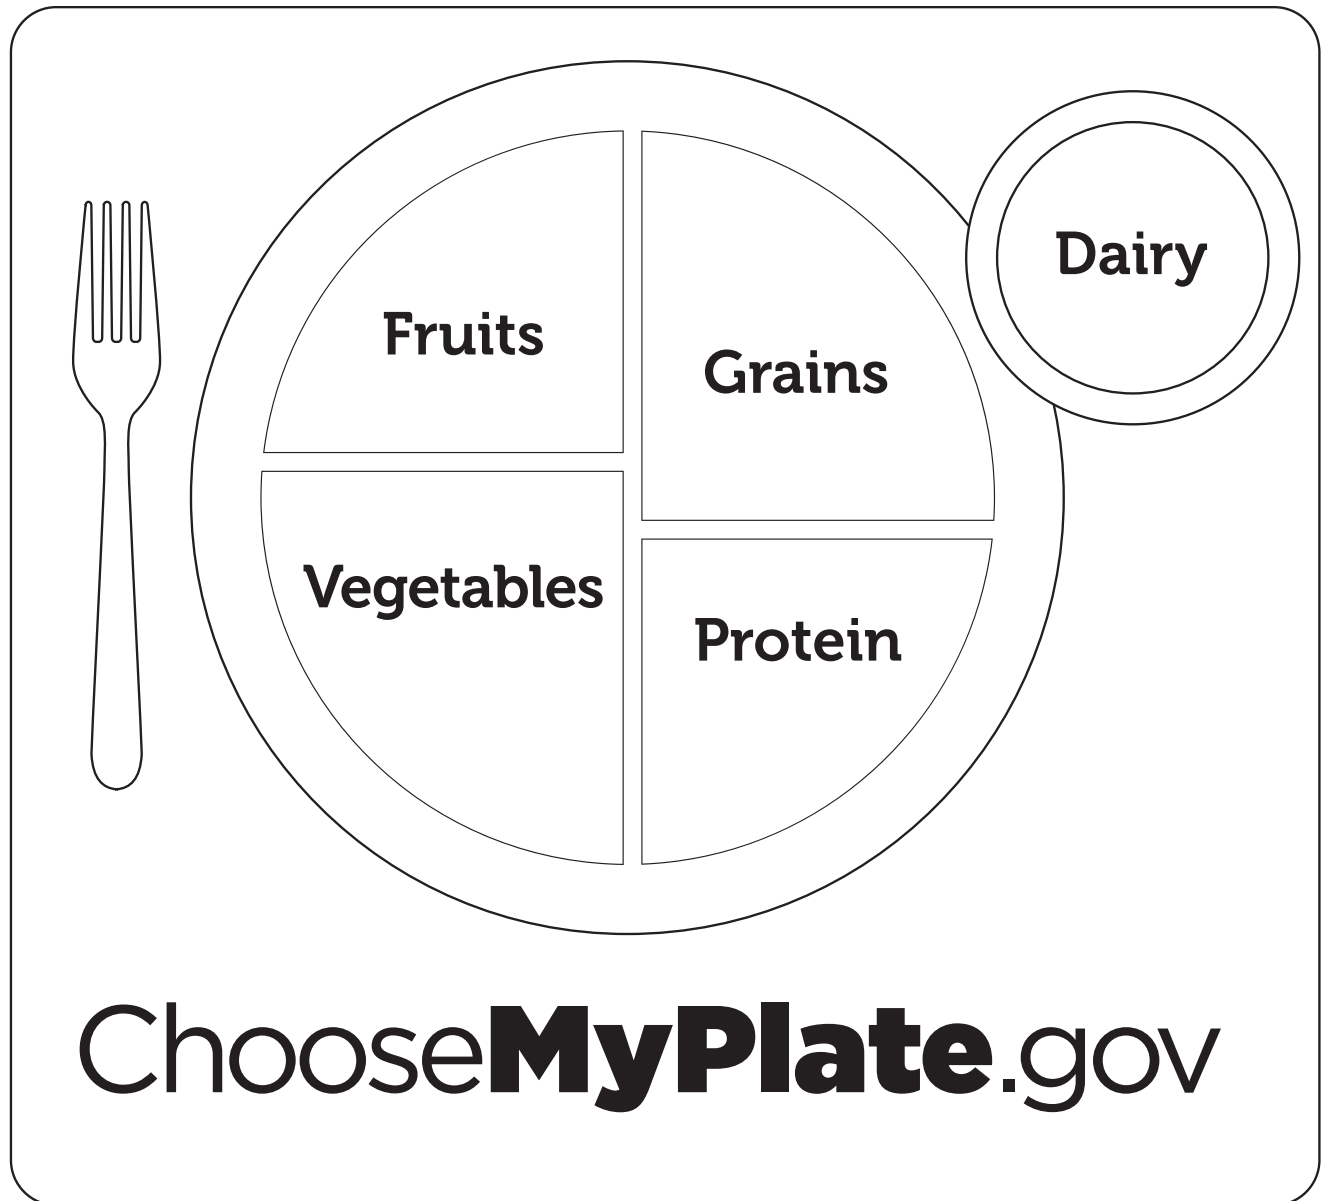 Dairy
Fruits
Grains
Vegetables
Protein
ChooseMyPlate.gov